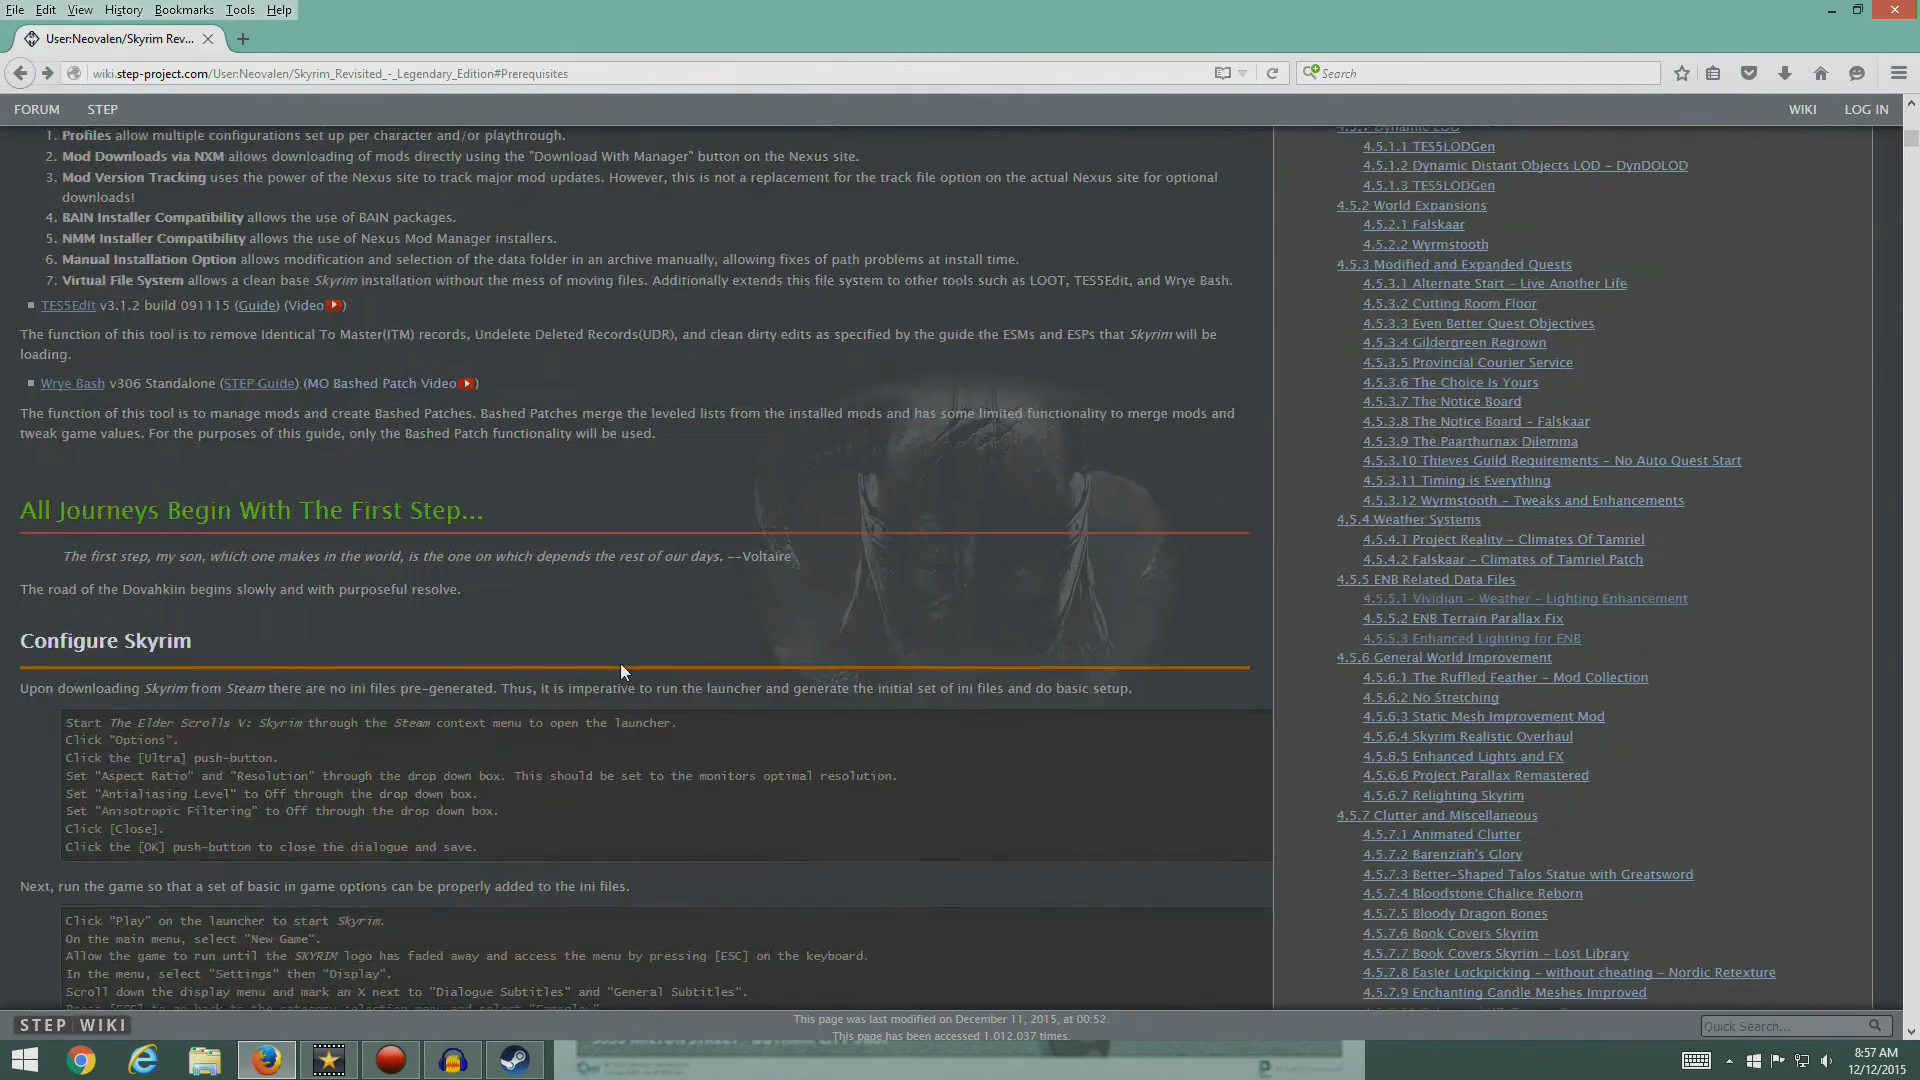 File Edit View History Bookmarks Tools Help
User:Neovalen/Skyrim Rev...
wiki.step-project.com/User:Neovalen/Skyrim_Revisited_-_Legendary_Edition#Prerequisites
Search
FORUM STEP
WIKI LOG IN
1. Profiles allow multiple configurations set up per character and/or playthrough.
2. Mod Downloads via NXM allows downloading of mods directly using the "Download With Manager" button on the Nexus site.
3. Mod Version Tracking uses the power of the Nexus site to track major mod updates. However, this is not a replacement for the track file option on the actual Nexus site for optional
downloads!
4. BAIN Installer Compatibility allows the use of BAIN packages.
5. NMM Installer Compatibility allows the use of Nexus Mod Manager installers.
6. Manual Installation Option allows modification and selection of the data folder in an archive manually, allowing fixes of path problems at install time.
7. Virtual File System allows a clean base Skyrim installation without the mess of moving files. Additionally extends this file system to other tools such as LOOT, TES5Edit, and Wrye Bash.
TES5Edit v3.1.2 build 091115 (Guide) (Video)
The function of this tool is to remove Identical To Master(ITM) records, Undelete Deleted Records(UDR), and clean dirty edits as specified by the guide the ESMs and ESPs that Skyrim will be
loading.
Wrye Bash v306 Standalone (STEP Guide) (MO Bashed Patch Video)
The function of this tool is to manage mods and create Bashed Patches. Bashed Patches merge the leveled lists from the installed mods and has some limited functionality to merge mods and
tweak game values. For the purposes of this guide, only the Bashed Patch functionality will be used.
All Journeys Begin With The First Step...
The first step, my son, which one makes in the world, is the one on which depends the rest of our days. --Voltaire
The road of the Dovahkiin begins slowly and with purposeful resolve.
Configure Skyrim
Upon downloading Skyrim from Steam there are no ini files pre-generated. Thus, it is imperative to run the launcher and generate the initial set of ini files and do basic setup.
Start The Elder Scrolls V: Skyrim through the Steam context menu to open the launcher.
Click "Options".
Click the [Ultra] push-button.
Set "Aspect Ratio" and "Resolution" through the drop down box. This should be set to the monitors optimal resolution.
Set "Antialiasing Level" to Off through the drop down box.
Set "Anisotropic Filtering" to Off through the drop down box.
Click [Close].
Click the [OK] push-button to close the dialogue and save.
Next, run the game so that a set of basic in game options can be properly added to the ini files.
Click "Play" on the launcher to start Skyrim.
On the main menu, select "New Game".
Allow the game to run until the SKYRIM logo has faded away and access the menu by pressing [ESC] on the keyboard.
In the menu, select "Settings" then "Display".
Scroll down the display menu and mark an X next to "Dialogue Subtitles" and "General Subtitles".
4.5.1 Dynamic LOD
4.5.1.1 TES5LODGen
4.5.1.2 Dynamic Distant Objects LOD – DynDOLOD
4.5.1.3 TES5LODGen
4.5.2 World Expansions
4.5.2.1 Falskaar
4.5.2.2 Wyrmstooth
4.5.3 Modified and Expanded Quests
4.5.3.1 Alternate Start – Live Another Life
4.5.3.2 Cutting Room Floor
4.5.3.3 Even Better Quest Objectives
4.5.3.4 Gildergreen Regrown
4.5.3.5 Provincial Courier Service
4.5.3.6 The Choice Is Yours
4.5.3.7 The Notice Board
4.5.3.8 The Notice Board – Falskaar
4.5.3.9 The Paarthurnax Dilemma
4.5.3.10 Thieves Guild Requirements – No Auto Quest Start
4.5.3.11 Timing is Everything
4.5.3.12 Wyrmstooth – Tweaks and Enhancements
4.5.4 Weather Systems
4.5.4.1 Project Reality – Climates Of Tamriel
4.5.4.2 Falskaar – Climates of Tamriel Patch
4.5.5 ENB Related Data Files
4.5.5.1 Vividian – Weather – Lighting Enhancement
4.5.5.2 ENB Terrain Parallax Fix
4.5.5.3 Enhanced Lighting for ENB
4.5.6 General World Improvement
4.5.6.1 The Ruffled Feather – Mod Collection
4.5.6.2 No Stretching
4.5.6.3 Static Mesh Improvement Mod
4.5.6.4 Skyrim Realistic Overhaul
4.5.6.5 Enhanced Lights and FX
4.5.6.6 Project Parallax Remastered
4.5.6.7 Relighting Skyrim
4.5.7 Clutter and Miscellaneous
4.5.7.1 Animated Clutter
4.5.7.2 Barenziah's Glory
4.5.7.3 Better-Shaped Talos Statue with Greatsword
4.5.7.4 Bloodstone Chalice Reborn
4.5.7.5 Bloody Dragon Bones
4.5.7.6 Book Covers Skyrim
4.5.7.7 Book Covers Skyrim – Lost Library
4.5.7.8 Easier Lockpicking – without cheating – Nordic Retexture
4.5.7.9 Enchanting Candle Meshes Improved
STEP WIKI
This page was last modified on December 11, 2015, at 00:52.
This page has been accessed 1,012,037 times.
Quick Search...
8:57 AM
12/12/2015